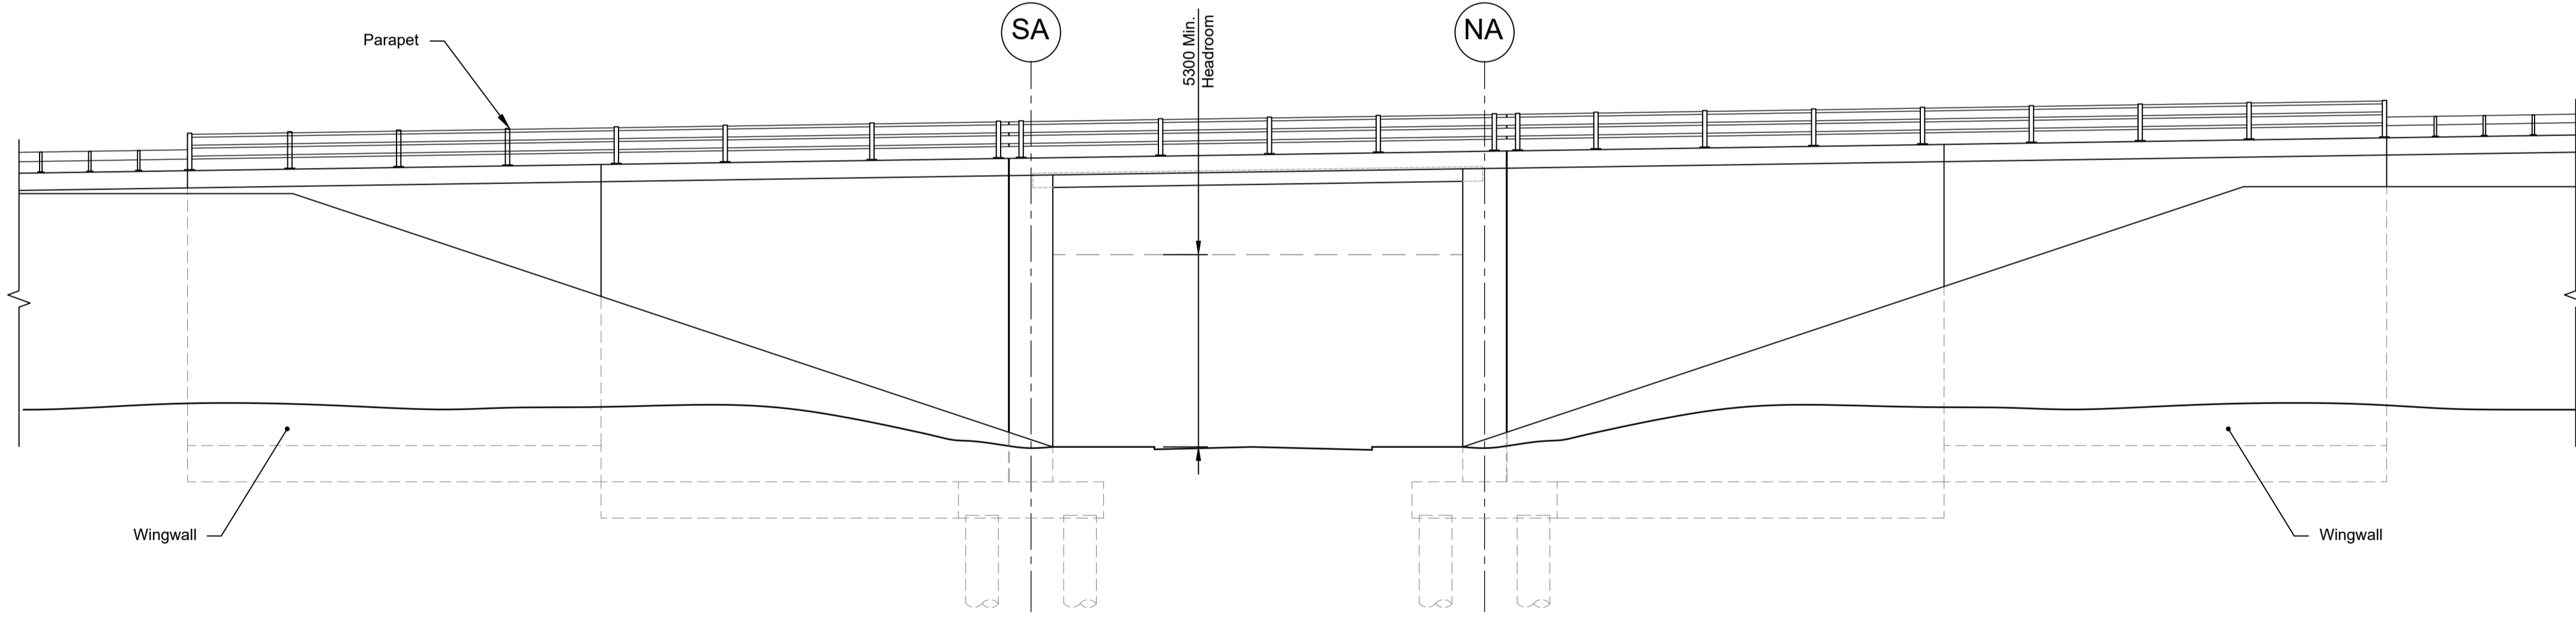 SA
NA
Parapet
5300 Min.
Headroom
Wingwall
Wingwall